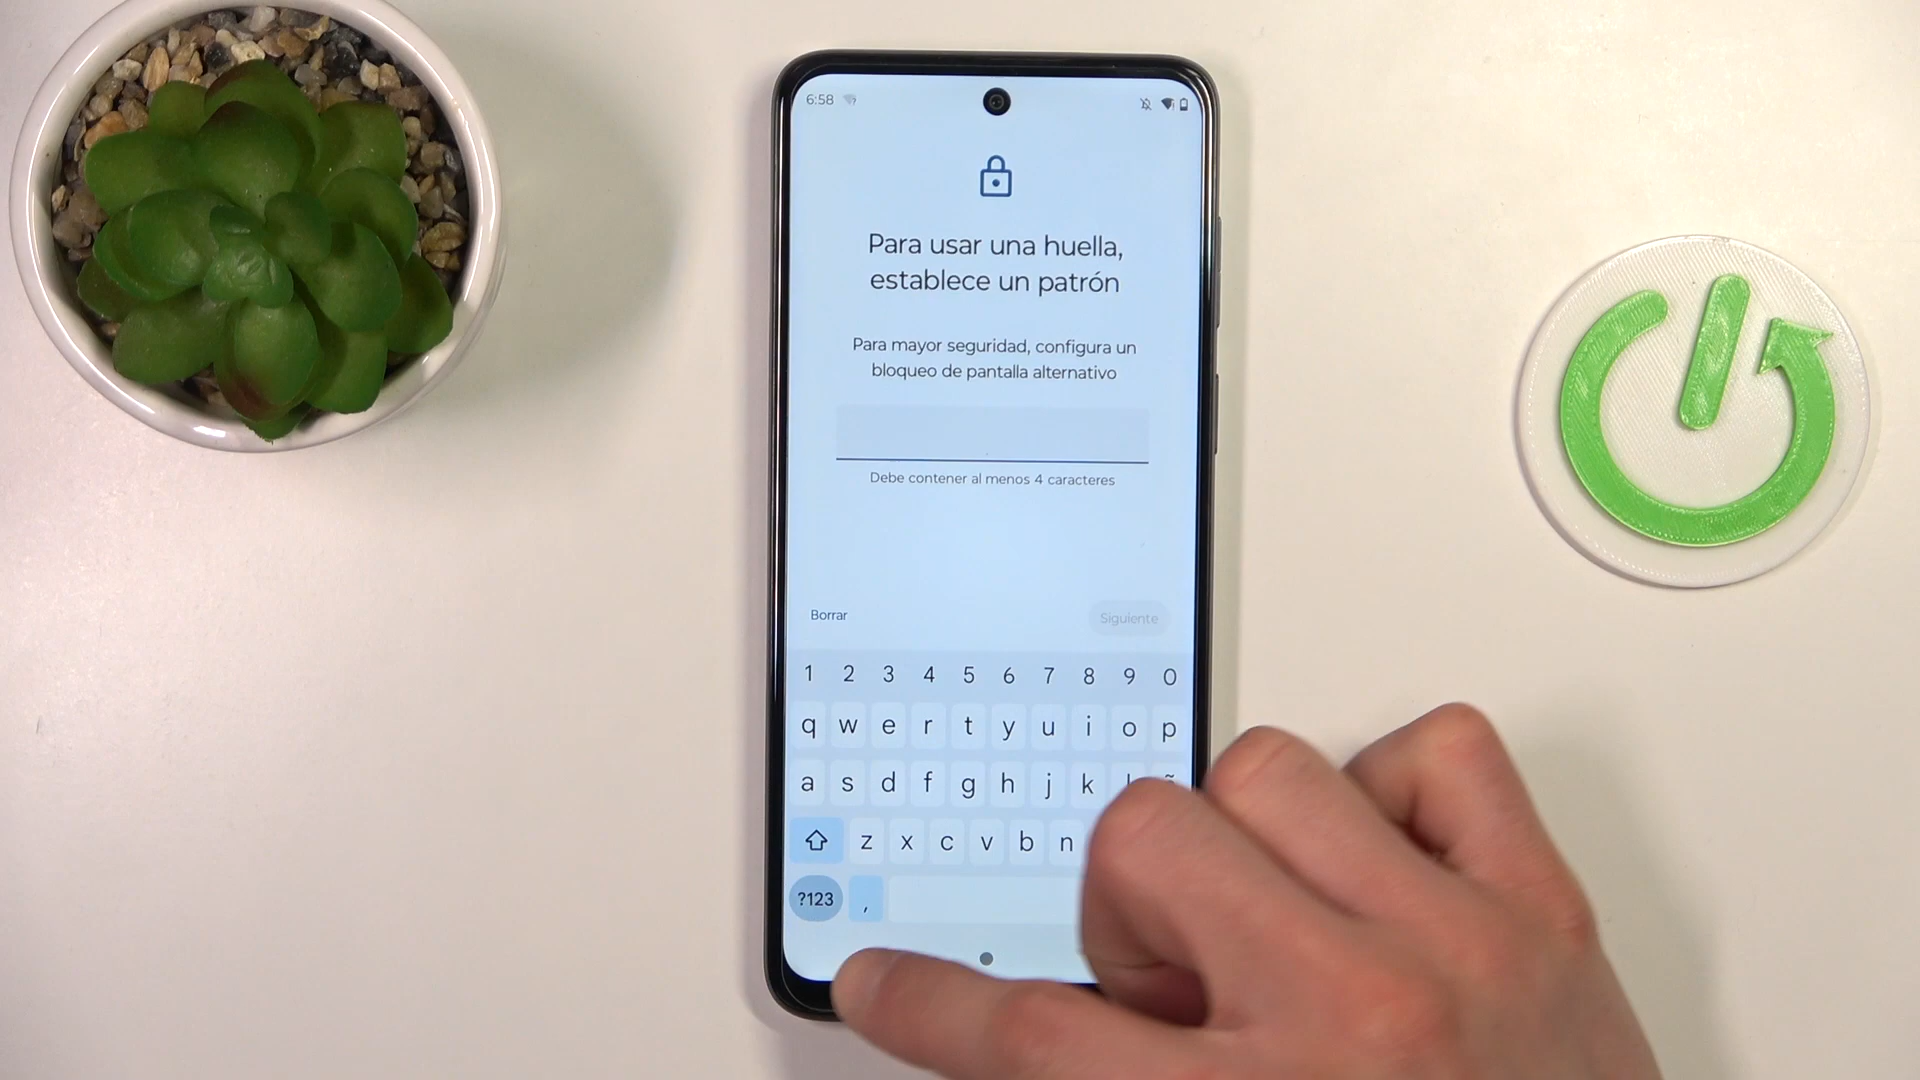 6:58
Para usar una huella,
establece un patrón
Para mayor seguridad, configura un
bloqueo de pantalla alternativo
Debe contener al menos 4 caracteres
Borrar
Siguiente
1 2 3 4 5 6 7 8 9 0
q w e r t y u i o p
a s d f g h j k
z x c v b n
?123 ,